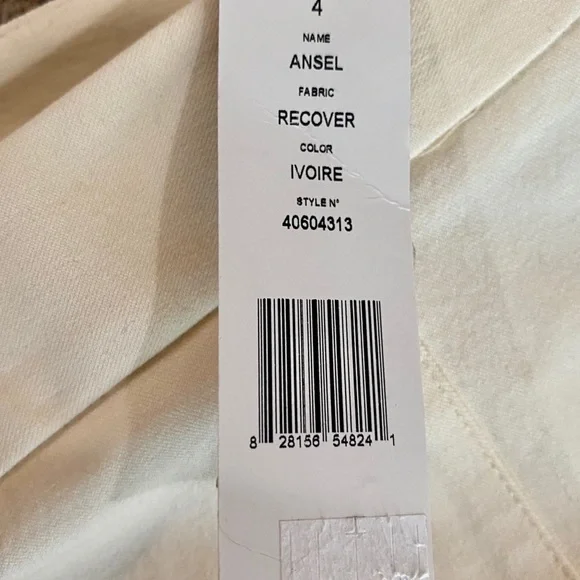 4
NAME
ANSEL
FABRIC
RECOVER
COLOR
IVOIRE
STYLE N°
40604313
8 28156 54824 1